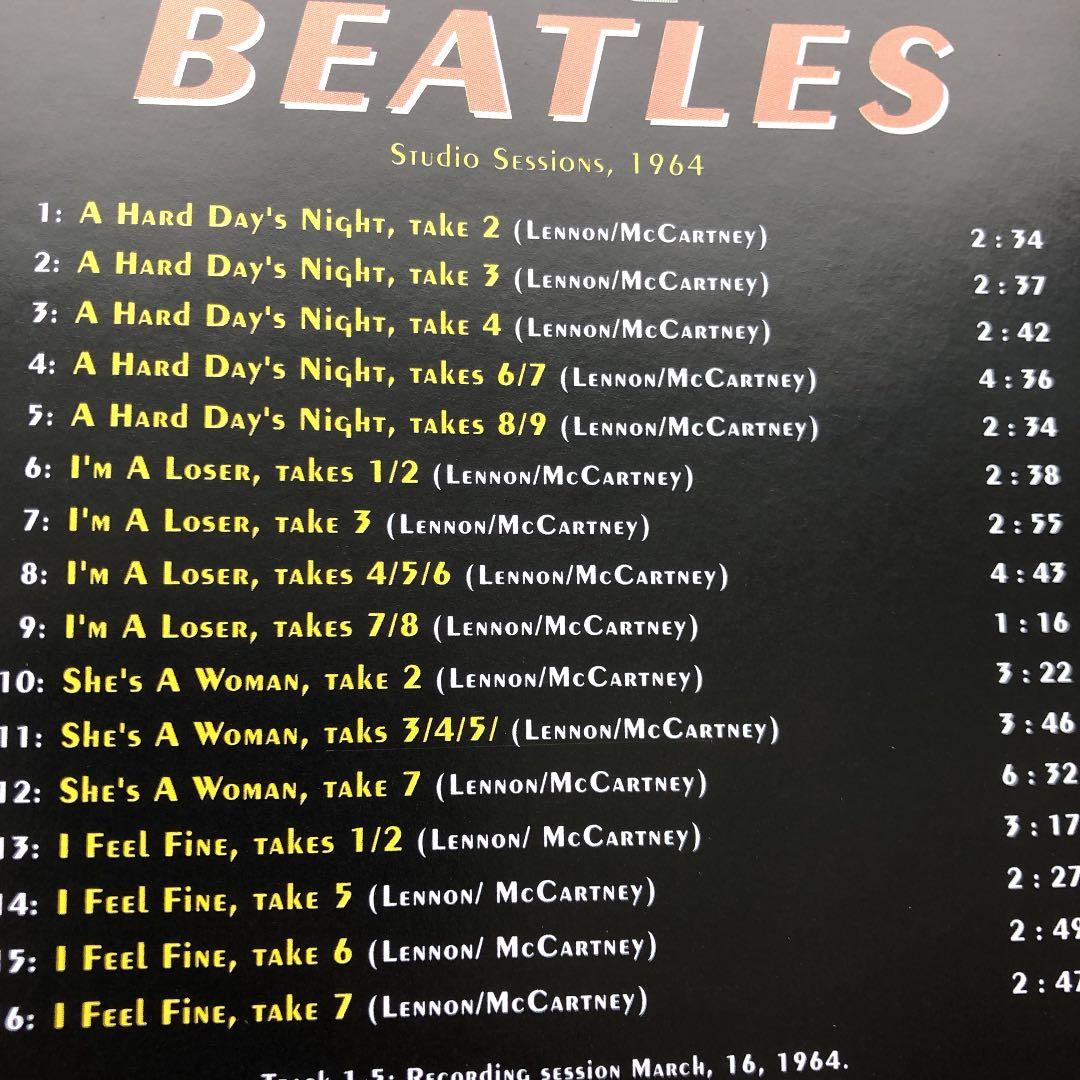 BEATLES
Studio Sessions, 1964
1: A Hard Day's Night, take 2 (Lennon/McCartney) 2:34
2: A Hard Day's Night, take 3 (Lennon/McCartney) 2:37
3: A Hard Day's Night, take 4 (Lennon/McCartney) 2:42
4: A Hard Day's Night, takes 6/7 (Lennon/McCartney) 4:36
5: A Hard Day's Night, takes 8/9 (Lennon/McCartney) 2:34
6: I'm A Loser, takes 1/2 (Lennon/McCartney) 2:38
7: I'm A Loser, take 3 (Lennon/McCartney) 2:55
8: I'm A Loser, takes 4/5/6 (Lennon/McCartney) 4:43
9: I'm A Loser, takes 7/8 (Lennon/McCartney) 1:16
10: She's A Woman, take 2 (Lennon/McCartney) 3:22
11: She's A Woman, taks 3/4/5/ (Lennon/McCartney) 3:46
12: She's A Woman, take 7 (Lennon/McCartney) 6:32
13: I Feel Fine, takes 1/2 (Lennon/ McCartney) 3:17
14: I Feel Fine, take 5 (Lennon/ McCartney) 2:27
5: I Feel Fine, take 6 (Lennon/ McCartney) 2:49
6: I Feel Fine, take 7 (Lennon/McCartney) 2:47
Track 1-5: Recording session March, 16, 1964.